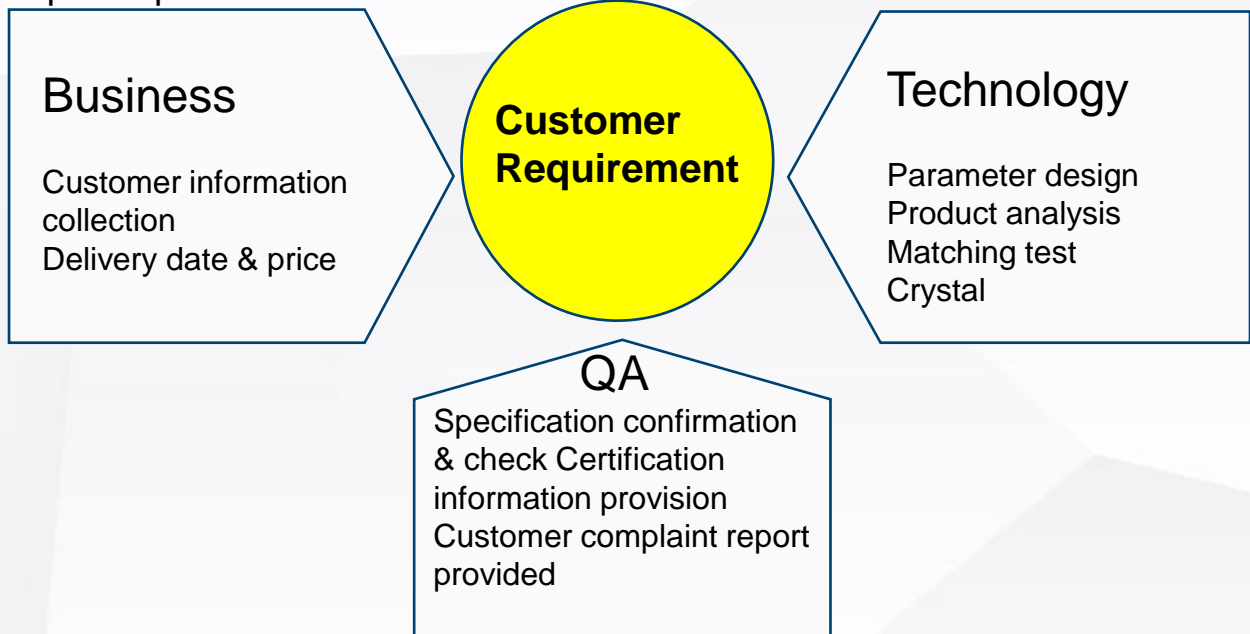 Business
Customer information
collection
Delivery date & price
Customer
Requirement
Technology
Parameter design
Product analysis
Matching test
Crystal
QA
Specification confirmation
& check Certification
information provision
Customer complaint report
provided